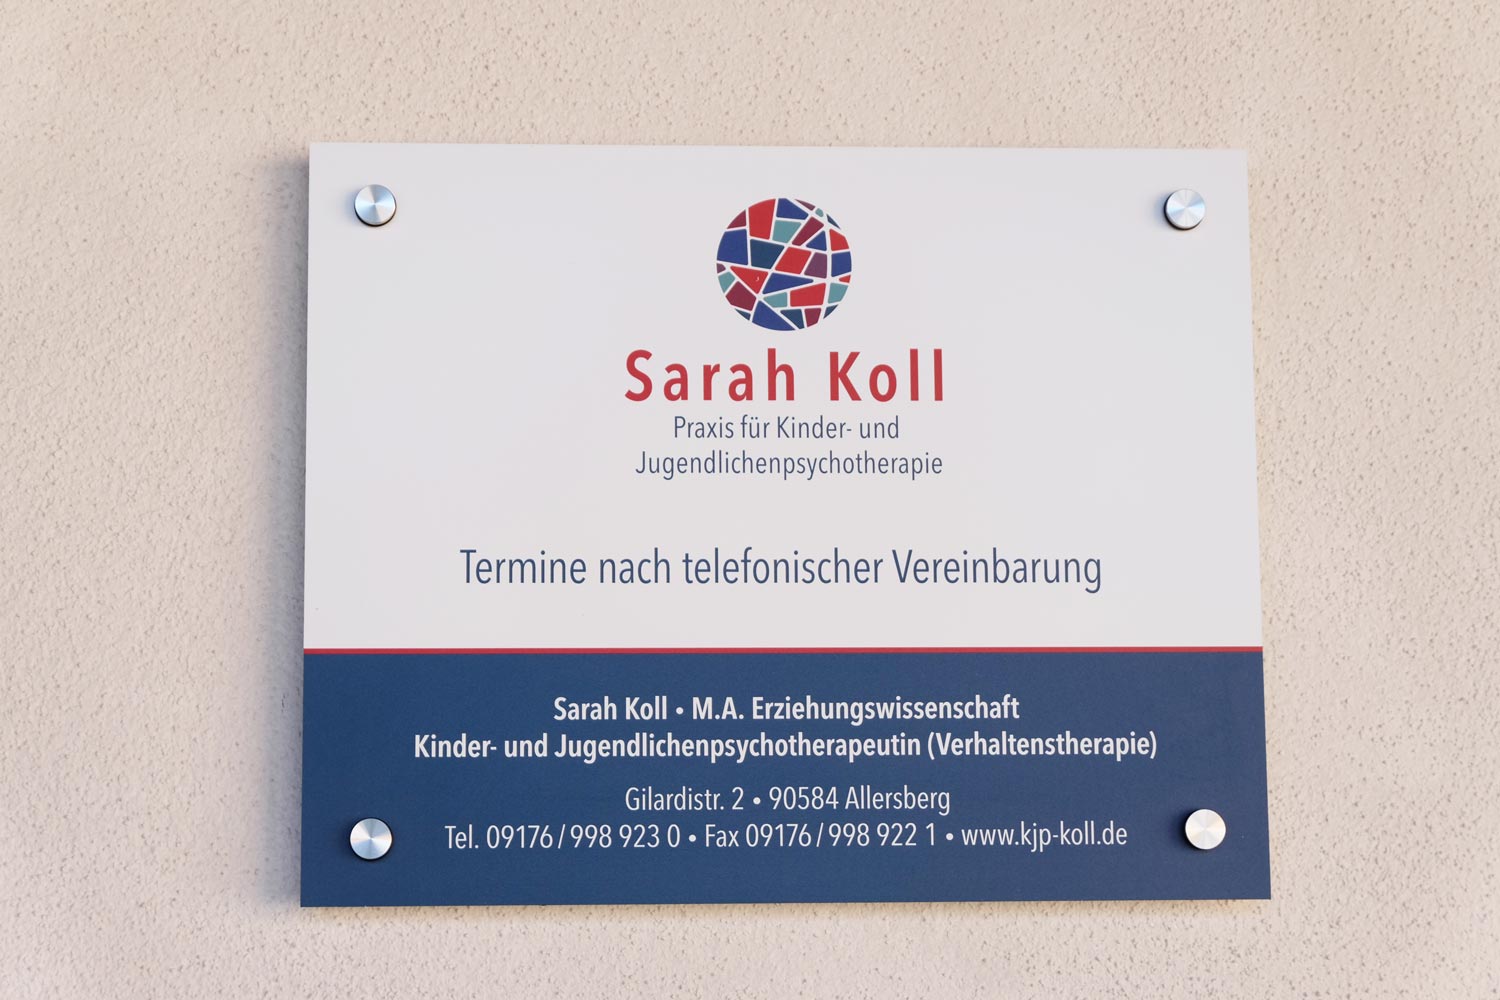 Sarah Koll
Praxis für Kinder- und
Jugendlichenpsychotherapie
Termine nach telefonischer Vereinbarung
Sarah Koll • M.A. Erziehungswissenschaft
Kinder- und Jugendlichenpsychotherapeutin (Verhaltenstherapie)
Gilardistr. 2 • 90584 Allersberg
Tel. 09176 / 998 923 0 • Fax 09176 / 998 922 1 • www.kjp-koll.de